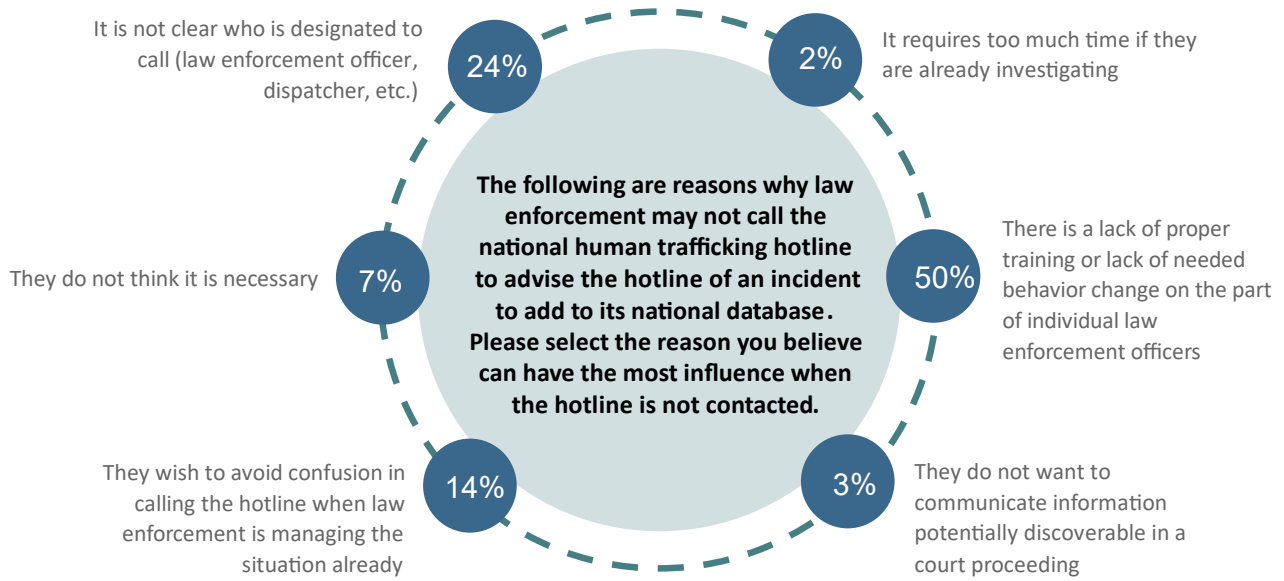 It is not clear who is designated to
call (law enforcement officer,
dispatcher, etc.)
24%
2%
It requires too much time if they
are already investigating
The following are reasons why law
enforcement may not call the
national human trafficking hotline
to advise the hotline of an incident
to add to its national database.
Please select the reason you believe
can have the most influence when
the hotline is not contacted.
They do not think it is necessary
7%
50%
There is a lack of proper
training or lack of needed
behavior change on the part
of individual law
enforcement officers
They wish to avoid confusion in
calling the hotline when law
enforcement is managing the
situation already
14%
3%
They do not want to
communicate information
potentially discoverable in a
court proceeding